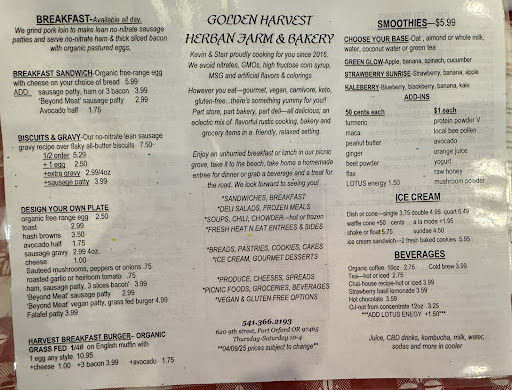 BREAKFAST-Available all day.
We grind pork loin to make lean no-nitrate sausage
patties and serve no-nitrate ham & thick sliced bacon
with organic pastured eggs,
BREAKFAST SANDWICH-Organic free-range egg
with cheese on your choice of bread 5.99
ADD: sausage patty, ham or 3 bacon 3.99
'Beyond Meat' sausage patty 2.99
Avocado half 1.75
BISCUITS & GRAVY-Our no-nitrate lean sausage
gravy recipe over flaky all-butter biscuits 7.50
1/2 order 5.25
+ 1 egg 2.50
+extra gravy 2.99/4oz
+sausage patty 3.99
DESIGN YOUR OWN PLATE
organic free range egg 2.50
toast 2.99
hash browns 3.50
avocado half 1.75
sausage gravy 2.99 4oz.
cheese 1.00
Sauteed mushrooms, peppers or onions .75
roasted garlic or heirloom tomato .75
ham, sausage patty, 3 slices bacon 3.99
'Beyond Meat' sausage patty 2.99
'Beyond Meat' vegan patty, grass fed burger 4.99
Falafel patty 3.99
HARVEST BREAKFAST BURGER- ORGANIC
GRASS FED 1/4# on English muffin with
1 egg any style 10.95
+cheese 1.00 +3 bacon 3.99 +avocado 1.75
GOLDEN HARVEST
HERBAN FARM & BAKERY
Kevin & Starr proudly cooking for you since 2016.
We avoid nitrates, GMOs, high fructose corn syrup,
MSG and artificial flavors & colorings
However you eat—gourmet, vegan, carnivore, keto,
gluten-free...there's something yummy for you!!
Part store, part bakery, part deli—all delicious; an
eclectic mix of flavorful rustic cooking, bakery and
grocery items in a friendly, relaxed setting.
Enjoy an unhurried breakfast or lunch in our picnic
grove, take it to the beach, take home a homemade
entree for dinner or grab a beverage and a treat for
the road. We look forward to seeing you!
*SANDWICHES, BREAKFAST
*DELI SALADS, FROZEN MEALS
*SOUPS, CHILI, CHOWDER—hot or frozen
*FRESH HEAT N EAT ENTREES & SIDES
*BREADS, PASTRIES, COOKIES, CAKES
*ICE CREAM, GOURMET DESSERTS
*PRODUCE, CHEESES, SPREADS
*PICNIC FOODS, GROCERIES, BEVERAGES
*VEGAN & GLUTEN FREE OPTIONS
541.366.2193
620 9th street, Port Orford OR 97465
Thursday-Saturday 10-4
**04/09/25 prices subject to change**
SMOOTHIES—$5.99
CHOOSE YOUR BASE-Oat , almond or whole milk,
water, coconut water or green tea
GREEN GLOW-Apple, banana, spinach, cucumber
STRAWBERRY SUNRISE-Strawberry, banana, apple
KALEBERRY-Blueberry, blackberry, banana, kale
ADD-INS
50 cents each $1 each
turmeric protein powder V
maca local bee pollen
peanut butter avocado
ginger orange juice
beet powder yogurt
flax raw honey
LOTUS energy 1.50 mushroom powder
ICE CREAM
Dish or cone—single 3.75 double 4.95 quart 6.49
waffle cone +50 cents a la mode +1.95
shake or float 5.75 sundae 4.50
ice cream sandwich—2 fresh baked cookies 5.95
BEVERAGES
Organic coffee 16oz 2.75 Cold brew 3.99
Tea—hot or iced 2.75
Chai-house recipe-hot or iced 3.99
Strawberry basil lemonade 3.99
Hot chocolate 3.99
OJ-not from concentrate 12oz 3.25
***ADD LOTUS ENEGY +1.50***
Juice, CBD drinks, kombucha, milk, water,
sodas and more in cooler